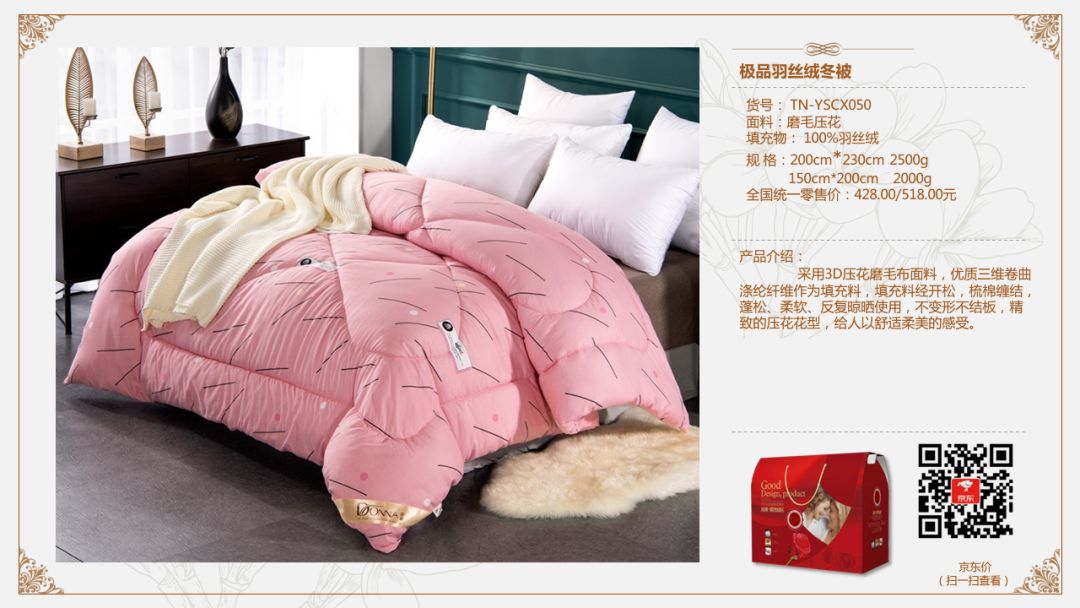 极品羽丝绒冬被
货号： TN-YSCX050
面料：磨毛压花
填充物： 100%羽丝绒
规 格：200cm*230cm 2500g
150cm*200cm 2000g
全国统一零售价：428.00/518.00元
产品介绍：
采用3D压花磨毛布面料，优质三维卷曲
涤纶纤维作为填充料，填充料经开松，梳棉缠结，
蓬松、柔软、反复晾晒使用，不变形不结板，精
致的压花花型，给人以舒适柔美的感受。
DONNA
Good
Design, product
京东
京东价
（扫一扫查看）